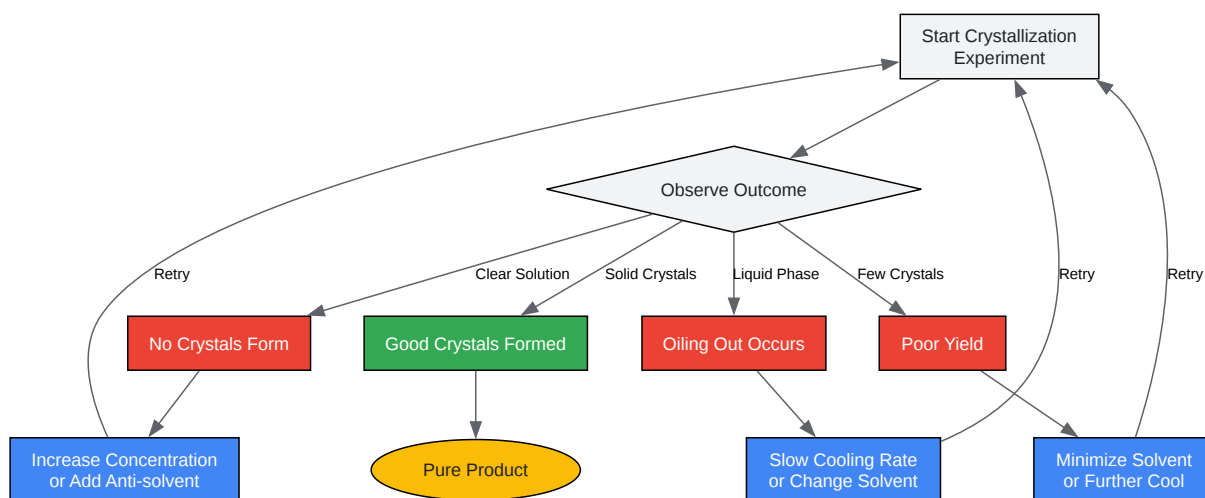 Start Crystallization
Experiment
Observe Outcome
Retry
Clear Solution
Solid Crystals
Liquid Phase
Few Crystals
Retry
Retry
No Crystals Form
Good Crystals Formed
Oiling Out Occurs
Poor Yield
Increase Concentration
or Add Anti-solvent
Pure Product
Slow Cooling Rate
or Change Solvent
Minimize Solvent
or Further Cool